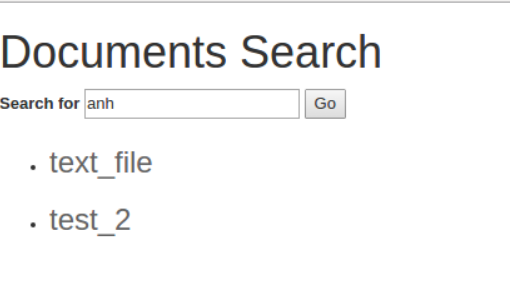 Documents Search
Search for anh Go
text_file
test_2